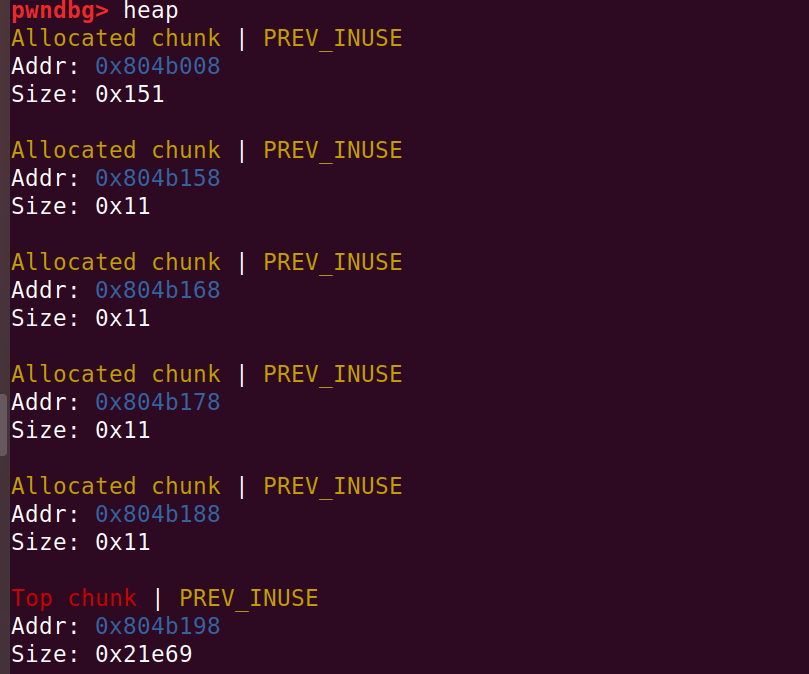 pwndbg> heap
Allocated chunk | PREV_INUSE
Addr: 0x804b008
Size: 0x151
Allocated chunk | PREV_INUSE
Addr: 0x804b158
Size: 0x11
Allocated chunk | PREV_INUSE
Addr: 0x804b168
Size: 0x11
Allocated chunk | PREV_INUSE
Addr: 0x804b178
Size: 0x11
Allocated chunk | PREV_INUSE
Addr: 0x804b188
Size: 0x11
Top chunk | PREV_INUSE
Addr: 0x804b198
Size: 0x21e69